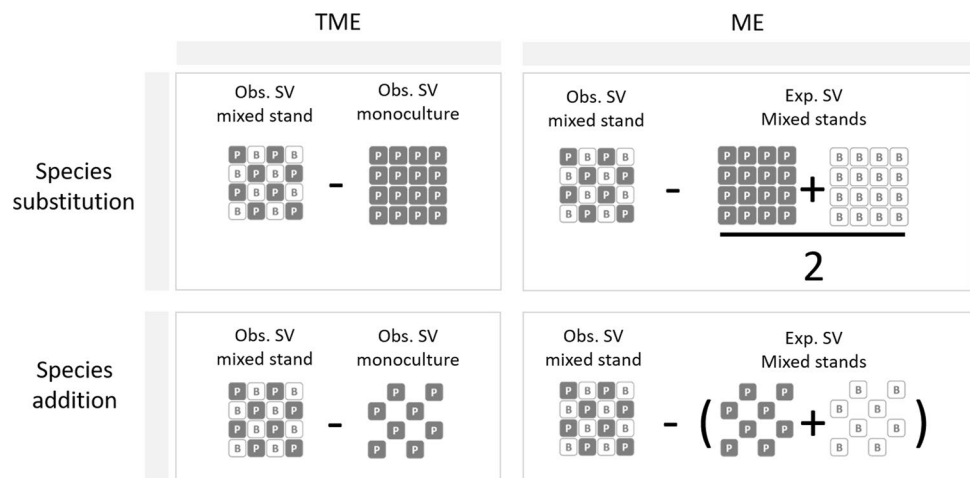 TME
ME
Species
substitution
Obs. SV
mixed stand
P B P B
B P B P
P B P B
B P B P
-
Obs. SV
monoculture
P P P P
P P P P
P P P P
P P P P
Obs. SV
mixed stand
P B P B
B P B P
P B P B
B P B P
-
Exp. SV
Mixed stands
P P P P
P P P P
P P P P
P P P P
+
B B B B
B B B B
B B B B
B B B B
2
Species
addition
Obs. SV
mixed stand
P B P B
B P B P
P B P B
B P B P
-
Obs. SV
monoculture
P P
P P
P P
P P
Obs. SV
mixed stand
P B P B
B P B P
P B P B
B P B P
-
Exp. SV
Mixed stands
(
P P
P P
P P
P P
+
B B
B B
B B
B B
)